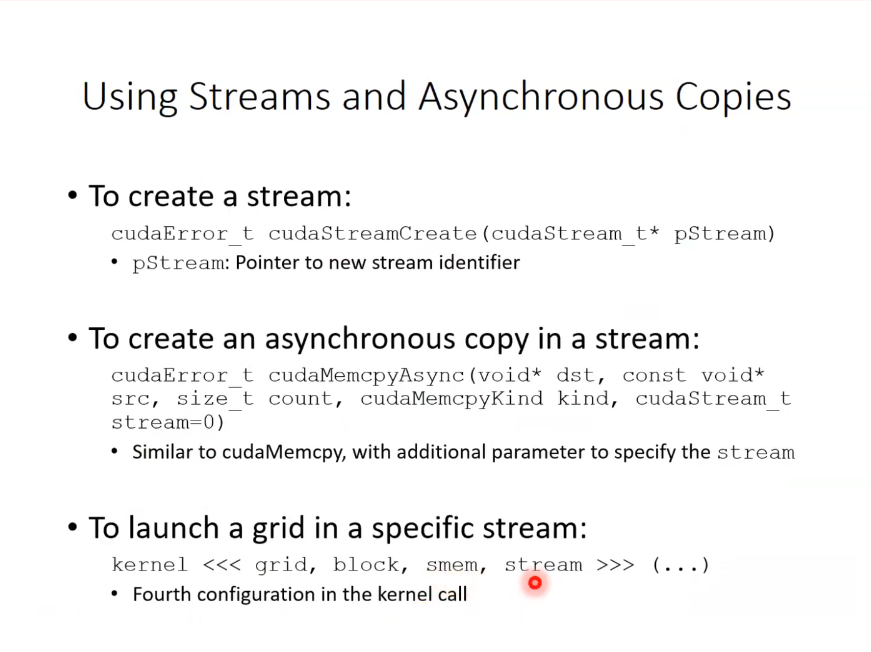 Using Streams and Asynchronous Copies
• To create a stream:
cudaError_t cudaStreamCreate(cudaStream_t* pStream)
• pStream: Pointer to new stream identifier
• To create an asynchronous copy in a stream:
cudaError_t cudaMemcpyAsync(void* dst, const void*
src, size_t count, cudaMemcpyKind kind, cudaStream_t
stream=0)
• Similar to cudaMemcpy, with additional parameter to specify the stream
• To launch a grid in a specific stream:
kernel <<< grid, block, smem, stream >>> (...)
• Fourth configuration in the kernel call